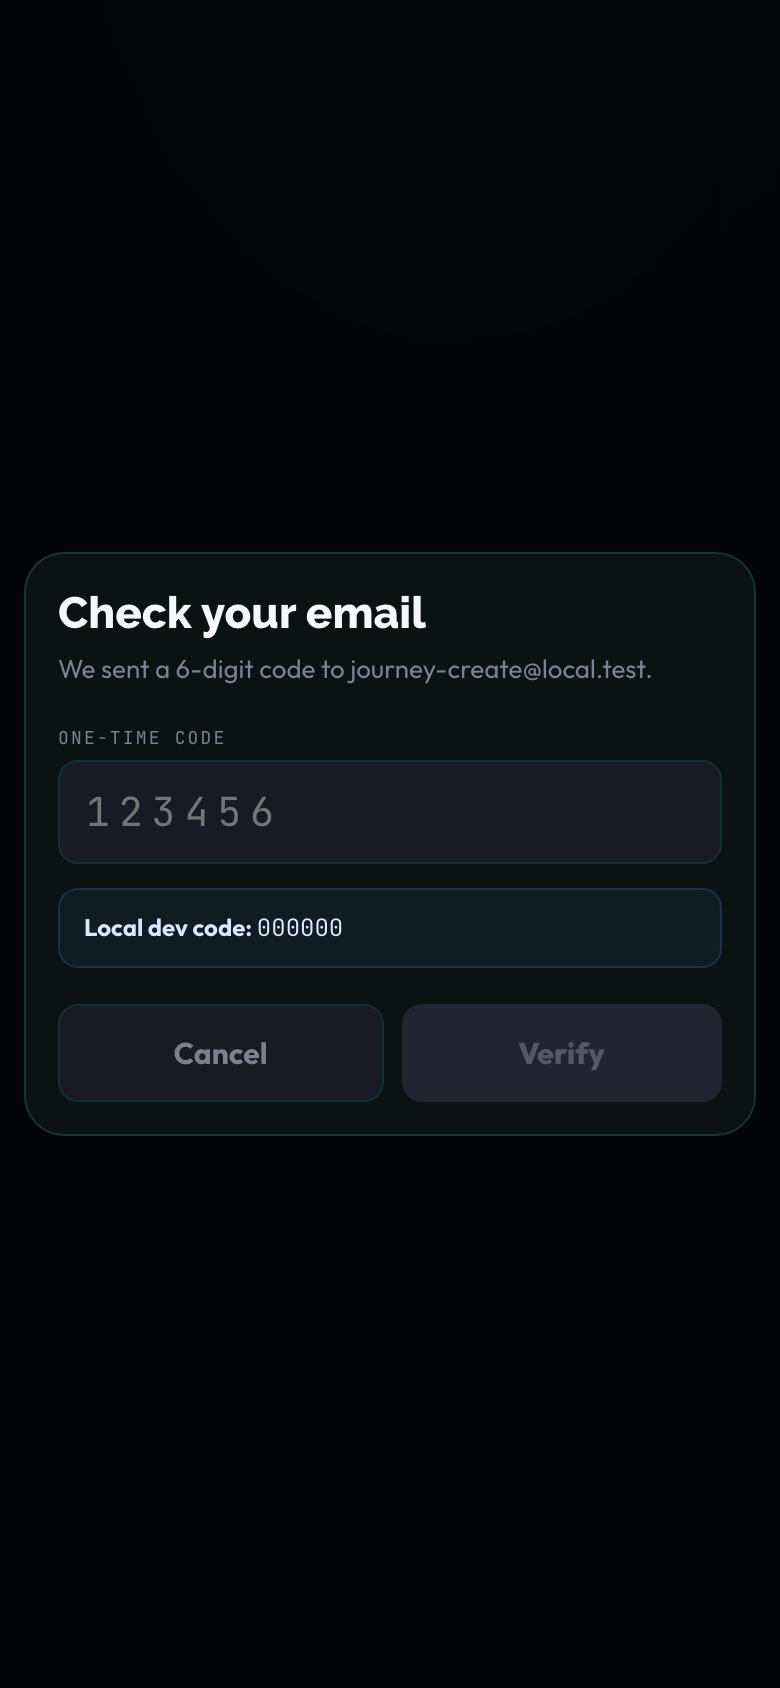 Check your email
We sent a 6-digit code to journey-create@local.test.
ONE-TIME CODE
123456
Local dev code: 000000
Cancel
Verify